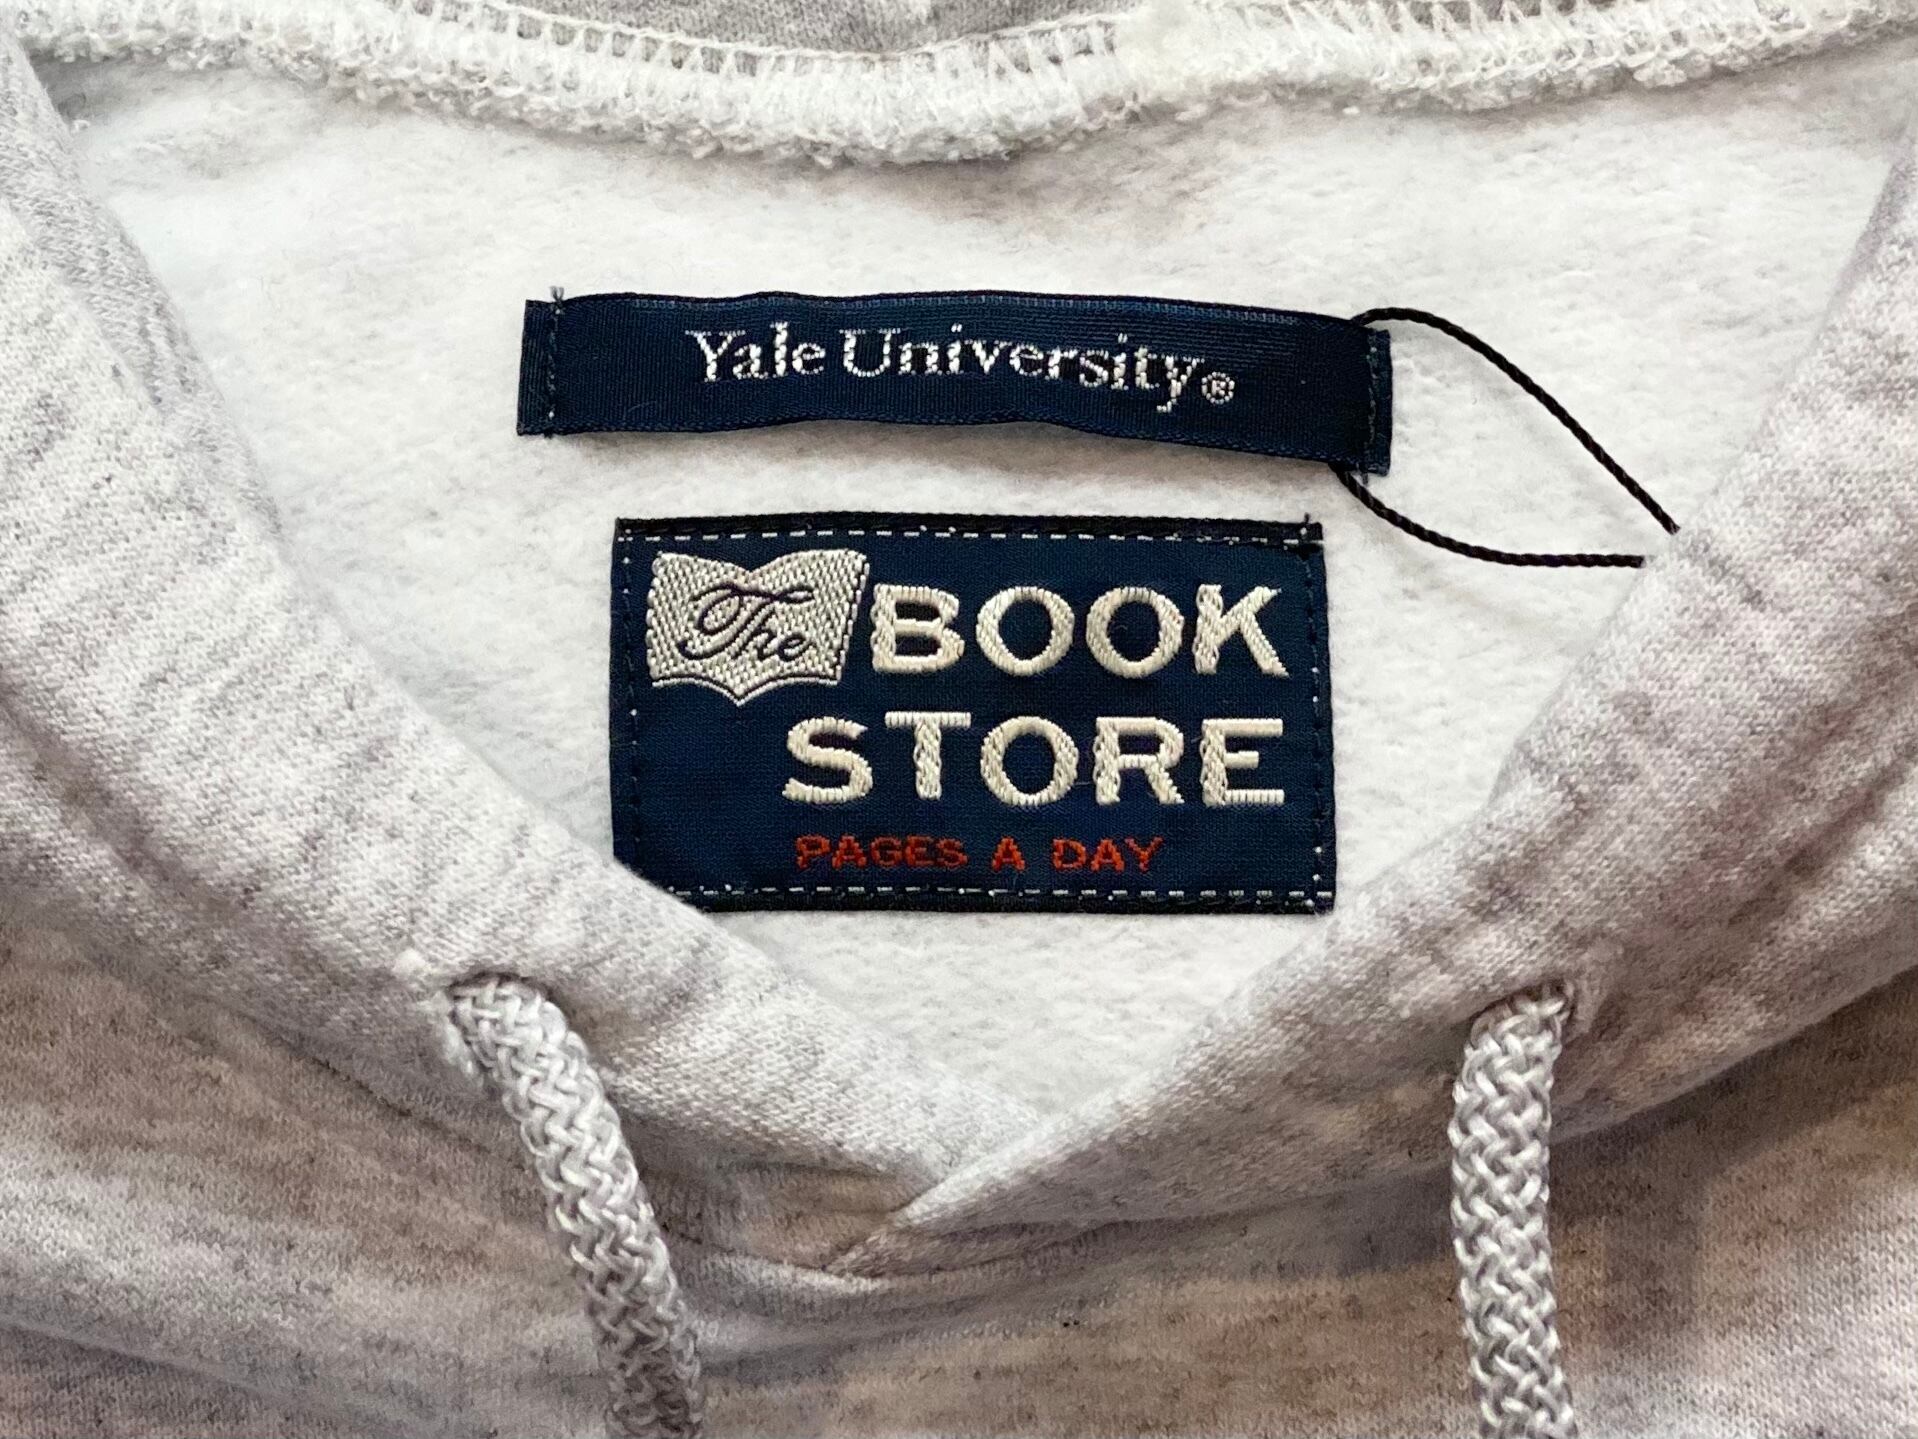 Yale University®
The BOOK
STORE
PAGES A DAY